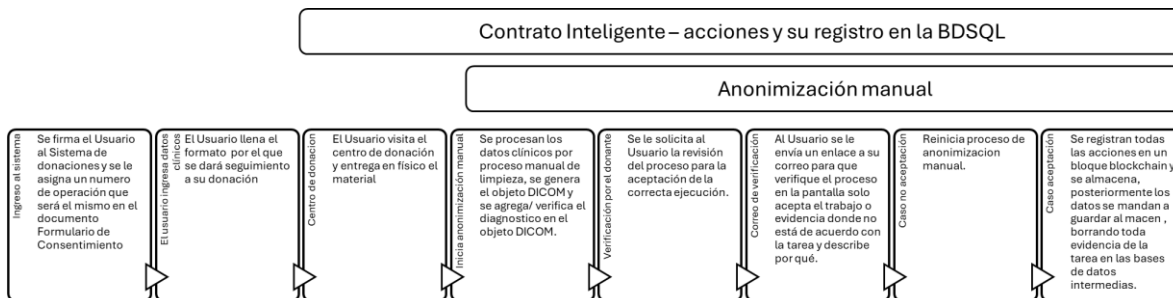 Contrato Inteligente – acciones y su registro en la BDSQL
Anonimización manual
Ingreso al sistema
Se firma el Usuario
al Sistema de
donaciones y se le
asigna un numero
de operación que
será el mismo en el
documento
Formulario de
Consentimiento
El usuario ingresa datos
clínicos
El Usuario llena el
formato por el que
se dará seguimiento
a su donación
Centro de donacion
El Usuario visita el
centro de donación
y entrega en físico el
material
Inicia anonimización manual
Se procesan los
datos clínicos por
proceso manual de
limpieza, se genera
el objeto DICOM y
se agrega/ verifica el
diagnostico en el
objeto DICOM.
Verificación por el donante
Se le solicita al
Usuario la revisión
del proceso para la
aceptación de la
correcta ejecución.
Correo de verificación
Al Usuario se le
envía un enlace a su
correo para que
verifique el proceso
en la pantalla solo
acepta el trabajo o
evidencia donde no
está de acuerdo con
la tarea y describe
por qué.
Caso no aceptación
Reinicia proceso de
anonimizacion
manual.
Caso aceptación
Se registran todas
las acciones en un
bloque blockchain y
se almacena,
posteriormente los
datos se mandan a
guardar al macen ,
borrando toda
evidencia de la
tarea en las bases
de datos
intermedias.